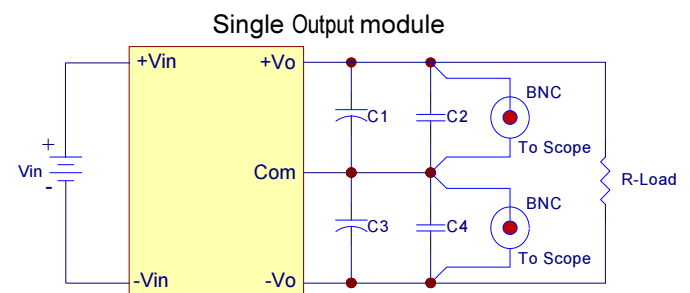 Single Output module
+Vin
+Vo
BNC
C1
C2
+
To Scope
Vin
Com
R-Load
-
BNC
C3
C4
To Scope
-Vin
-Vo